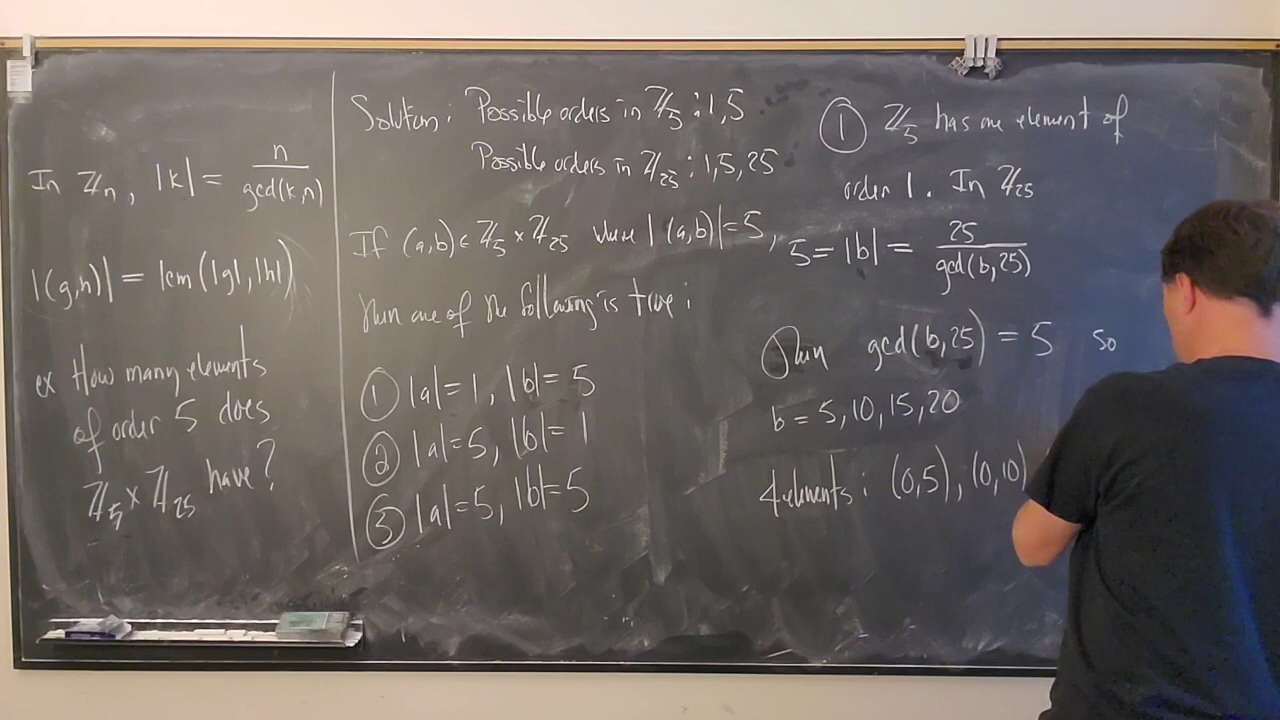 In ℤₙ, |k| = n / gcd(k,n)
|(g,h)| = lcm(|g|,|h|)
ex How many elements
of order 5 does
ℤ₅ × ℤ₂₅ have?
Solution: Possible orders in ℤ₅ : 1,5
Possible orders in ℤ₂₅ : 1,5,25
If (a,b) ∈ ℤ₅ × ℤ₂₅ where |(a,b)| = 5,
then one of the following is true:
① |a| = 1, |b| = 5
② |a| = 5, |b| = 1
③ |a| = 5, |b| = 5
① ℤ₅ has one element of
order 1. In ℤ₂₅
5 = |b| = 25 / gcd(b,25)
Then gcd(b,25) = 5 so
b = 5,10,15,20
4 elements: (0,5), (0,10)